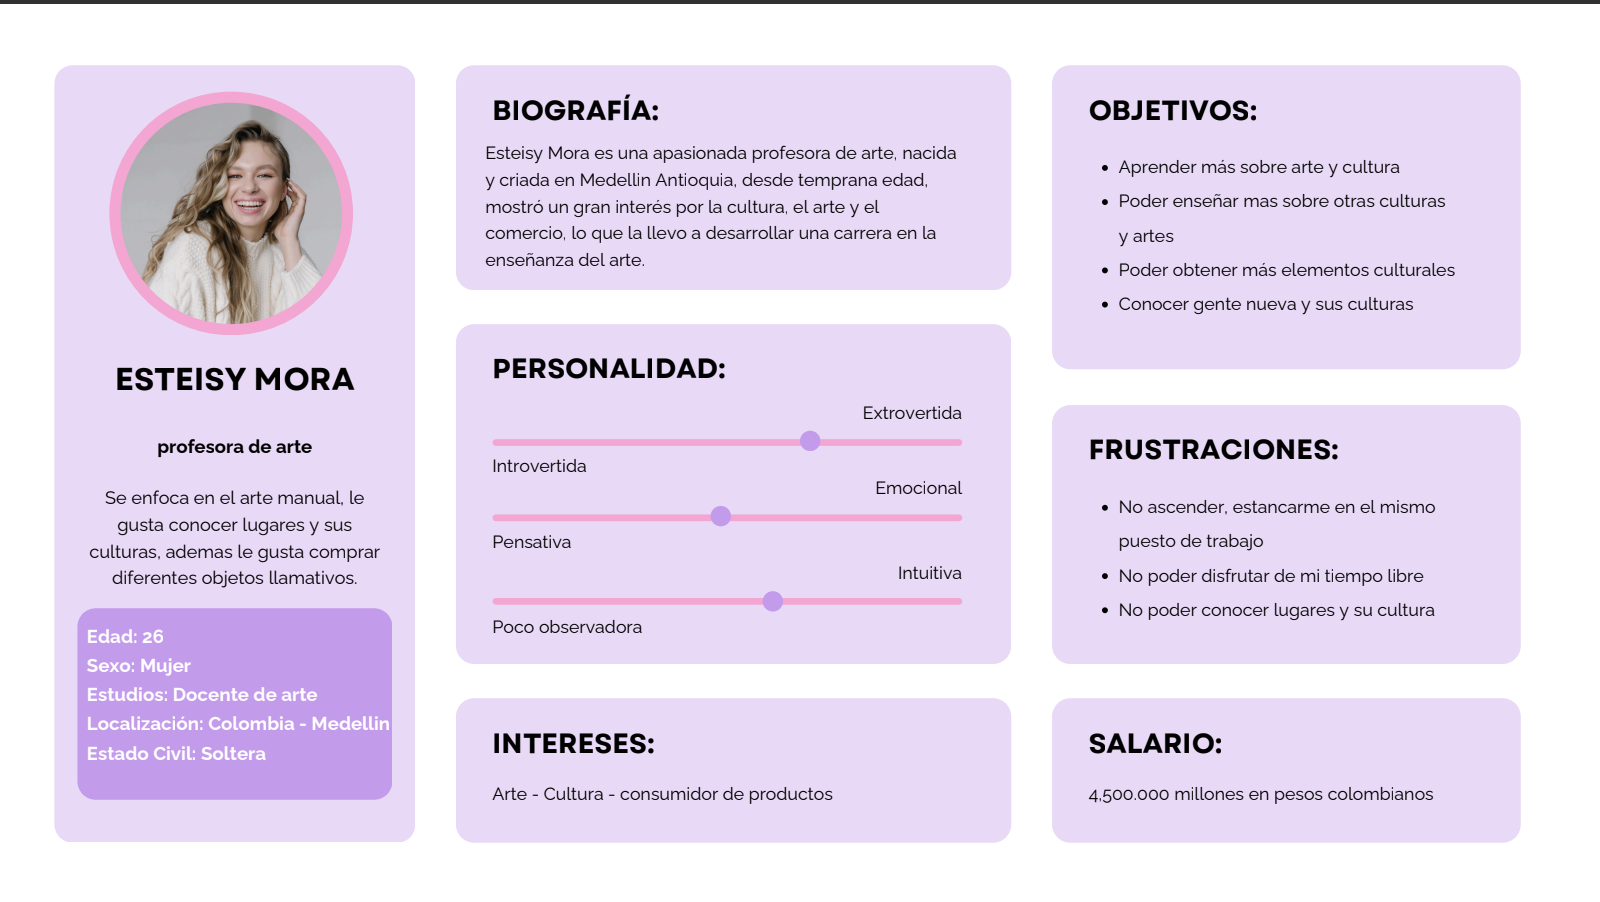 ESTEISY MORA
profesora de arte
Se enfoca en el arte manual, le
gusta conocer lugares y sus
culturas, ademas le gusta comprar
diferentes objetos llamativos.
Edad: 26
Sexo: Mujer
Estudios: Docente de arte
Localización: Colombia - Medellin
Estado Civil: Soltera
BIOGRAFÍA:
Esteisy Mora es una apasionada profesora de arte, nacida
y criada en Medellin Antioquia, desde temprana edad,
mostró un gran interés por la cultura, el arte y el
comercio, lo que la llevo a desarrollar una carrera en la
enseñanza del arte.
PERSONALIDAD:
Extrovertida
Introvertida
Emocional
Pensativa
Intuitiva
Poco observadora
INTERESES:
Arte - Cultura - consumidor de productos
OBJETIVOS:
• Aprender más sobre arte y cultura
• Poder enseñar mas sobre otras culturas
y artes
• Poder obtener más elementos culturales
• Conocer gente nueva y sus culturas
FRUSTRACIONES:
• No ascender, estancarme en el mismo
puesto de trabajo
• No poder disfrutar de mi tiempo libre
• No poder conocer lugares y su cultura
SALARIO:
4,500.000 millones en pesos colombianos